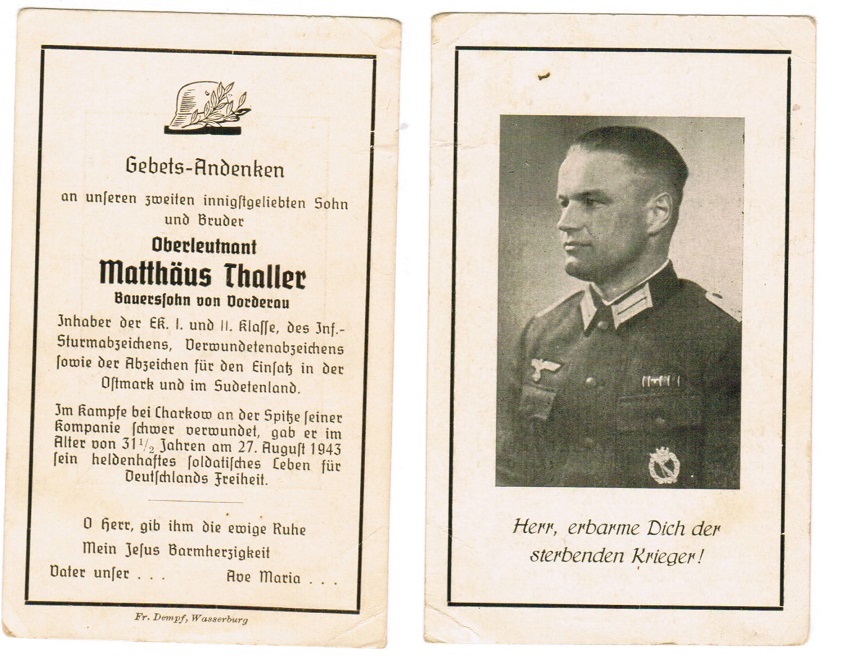 Gebets-Andenken
an unseren zweiten innigstgeliebten Sohn
und Bruder
Oberleutnant
Matthäus Thaller
Bauerssohn von Vorderau
Inhaber der EK. I. und II. Klasse, des Inf.-
Sturmabzeichens, Verwundetenabzeichens
sowie der Abzeichen für den Einsatz in der
Ostmark und im Sudetenland.
Im Kampfe bei Charkow an der Spitze seiner
Kompanie schwer verwundet, gab er im
Alter von 31 1/2 Jahren am 27. August 1943
sein heldenhaftes soldatisches Leben für
Deutschlands Freiheit.
O Herr, gib ihm die ewige Ruhe
Mein Jesus Barmherzigkeit
Vater unser . . . Ave Maria . . .
Fr. Dempf, Wasserburg
Herr, erbarme Dich der
sterbenden Krieger!